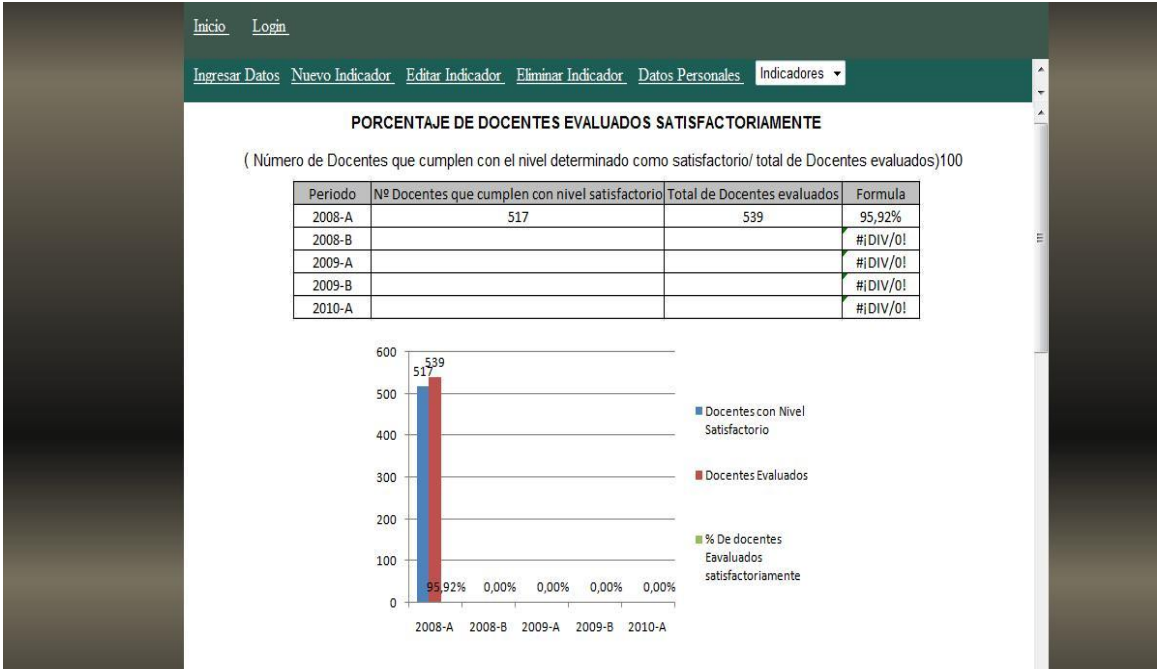 Inicio Login
Ingresar Datos Nuevo Indicador Editar Indicador Eliminar Indicador Datos Personales Indicadores
PORCENTAJE DE DOCENTES EVALUADOS SATISFACTORIAMENTE
( Número de Docentes que cumplen con el nivel determinado como satisfactorio/ total de Docentes evaluados)100
Periodo Nº Docentes que cumplen con nivel satisfactorio Total de Docentes evaluados Formula
2008-A 517 539 95,92%
2008-B #¡DIV/0!
2009-A #¡DIV/0!
2009-B #¡DIV/0!
2010-A #¡DIV/0!
600
539
517
500
Docentes con Nivel
Satisfactorio
400
300
Docentes Evaluados
200
% De docentes
Eavaluados
satisfactoriamente
100
95,92% 0,00% 0,00% 0,00% 0,00%
0
2008-A 2008-B 2009-A 2009-B 2010-A